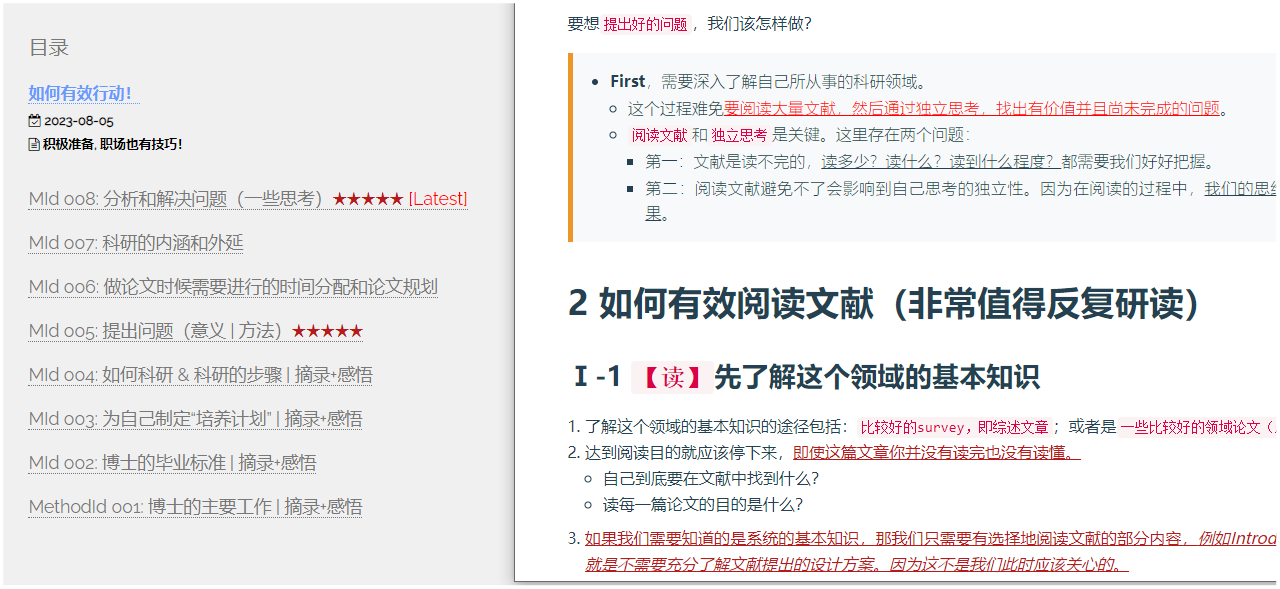 目录
如何有效行动！
2023-08-05
积极准备, 职场也有技巧！
MId 008: 分析和解决问题（一些思考）★★★★★ [Latest]
MId 007: 科研的内涵和外延
MId 006: 做论文时候需要进行的时间分配和论文规划
MId 005: 提出问题（意义 | 方法）★★★★★
MId 004: 如何科研 & 科研的步骤 | 摘录+感悟
MId 003: 为自己制定“培养计划” | 摘录+感悟
MId 002: 博士的毕业标准 | 摘录+感悟
MethodId 001: 博士的主要工作 | 摘录+感悟
要想 提出好的问题 ，我们该怎样做？
First，需要深入了解自己所从事的科研领域。
这个过程难免要阅读大量文献，然后通过独立思考，找出有价值并且尚未完成的问题。
阅读文献 和 独立思考 是关键。这里存在两个问题：
第一：文献是读不完的，读多少？读什么？读到什么程度？都需要我们好好把握。
第二：阅读文献避免不了会影响到自己思考的独立性。因为在阅读的过程中，我们的思
果。
2 如何有效阅读文献（非常值得反复研读）
Ⅰ-1 【读】先了解这个领域的基本知识
1. 了解这个领域的基本知识的途径包括： 比较好的survey，即综述文章 ；或者是 一些比较好的领域论文（
2. 达到阅读目的就应该停下来，即使这篇文章你并没有读完也没有读懂。
自己到底要在文献中找到什么？
读每一篇论文的目的是什么？
3. 如果我们需要知道的是系统的基本知识，那我们只需要有选择地阅读文献的部分内容，例如Introd
就是不需要充分了解文献提出的设计方案。因为这不是我们此时应该关心的。